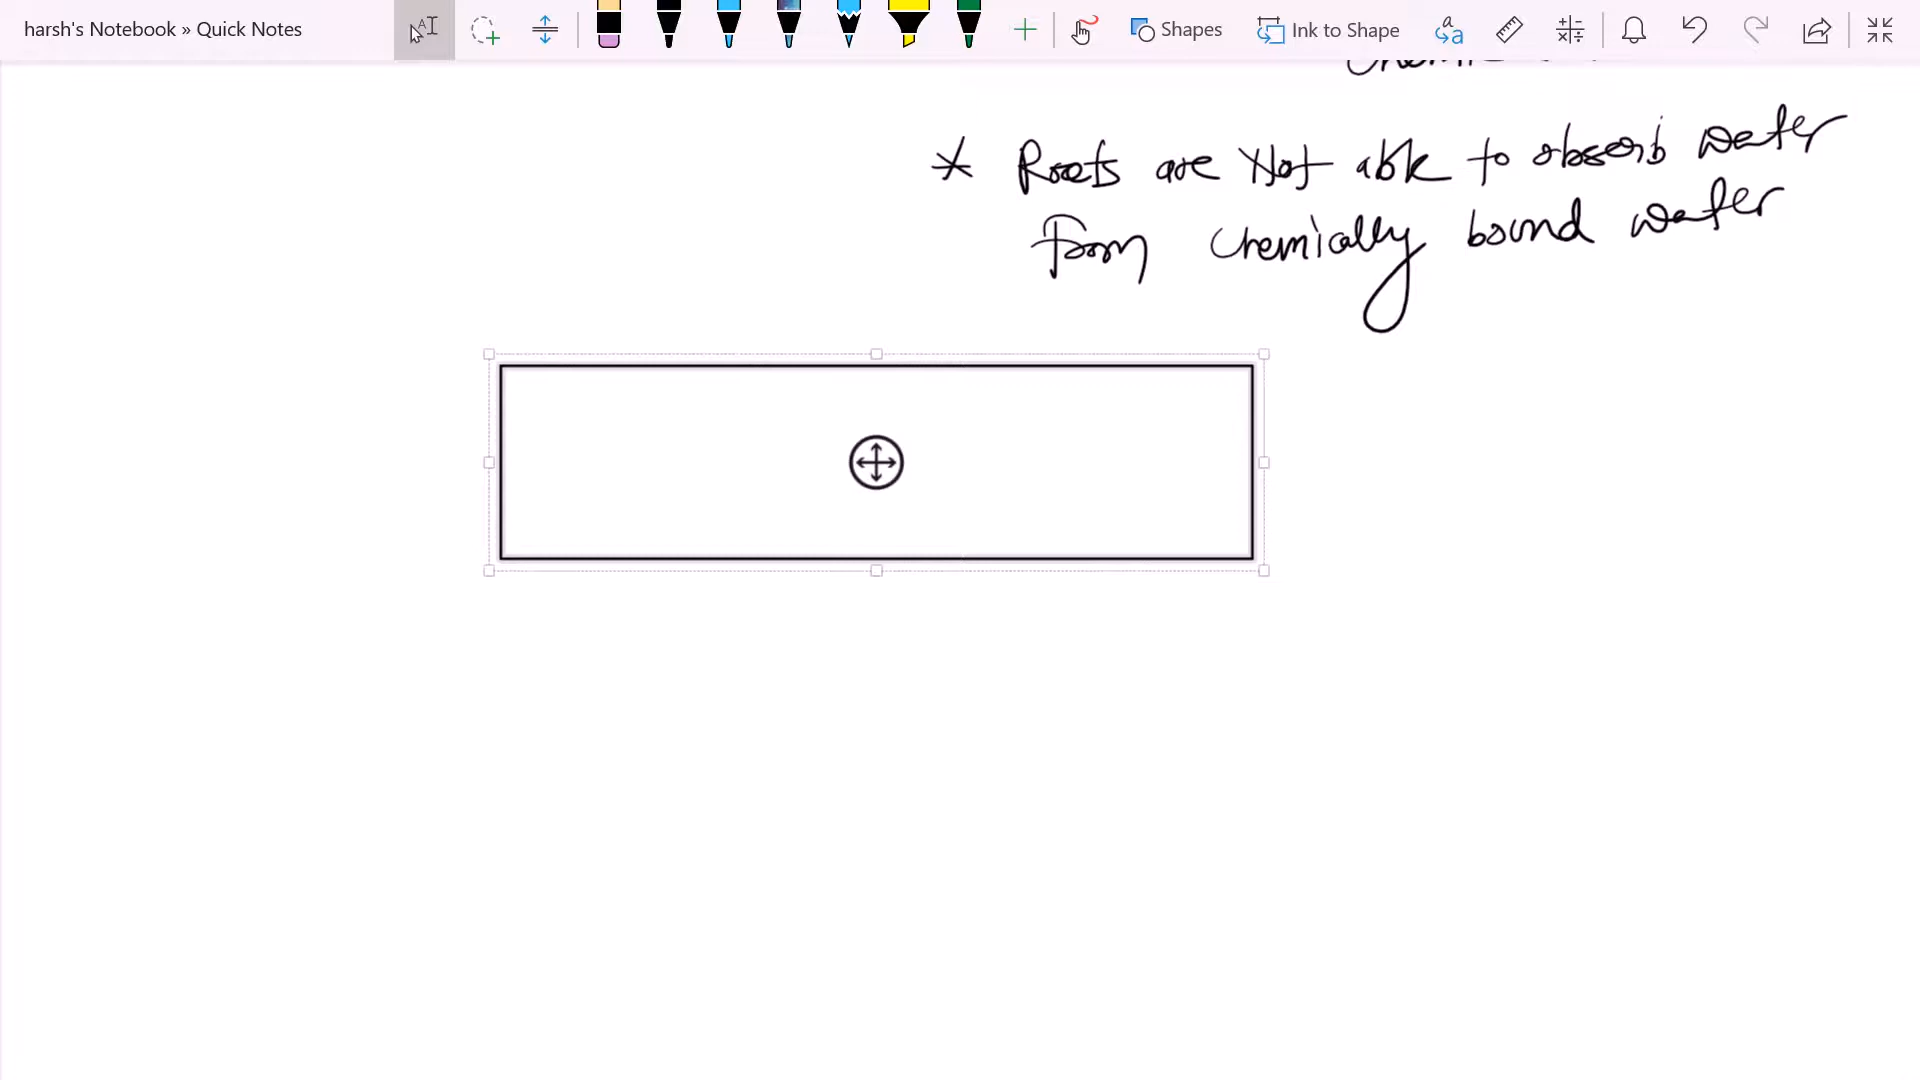 harsh's Notebook » Quick Notes
Shapes
Ink to Shape
* Roots are Not able to absorb water
From chemically bound water